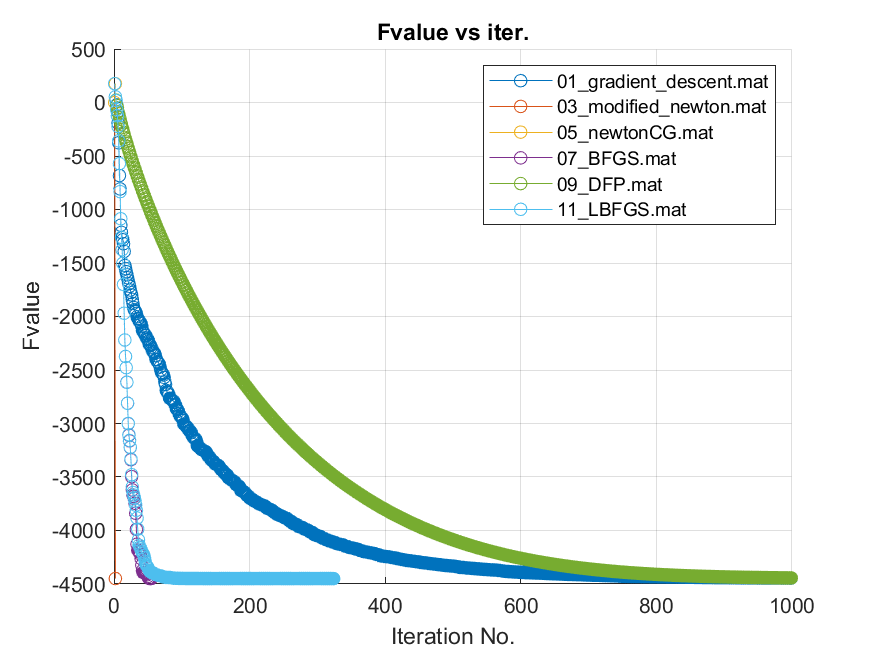 Fvalue vs iter.
500
0
-500
-1000
-1500
-2000
-2500
-3000
-3500
-4000
-4500
Fvalue
01_gradient_descent.mat
03_modified_newton.mat
05_newtonCG.mat
07_BFGS.mat
09_DFP.mat
11_LBFGS.mat
0 200 400 600 800 1000
Iteration No.